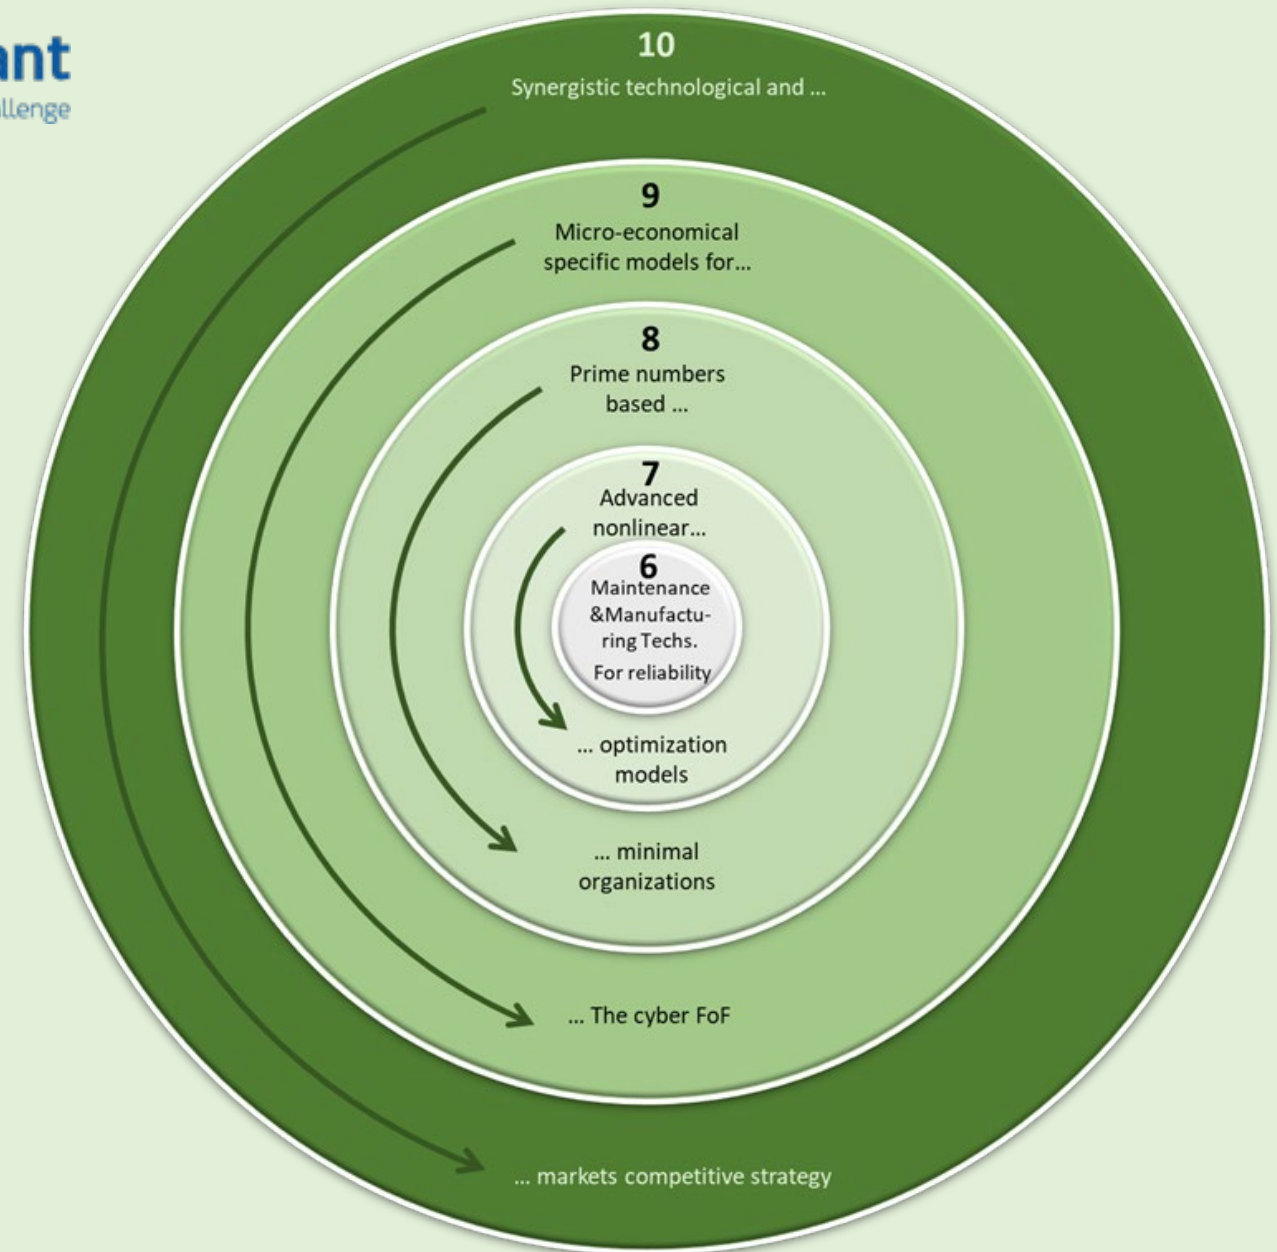 ant
allenge
10
Synergistic technological and ...
9
Micro-economical
specific models for...
8
Prime numbers
based ...
7
Advanced
nonlinear...
6
Maintenance
&Manufactu-
ring Techs.
For reliability
... optimization
models
... minimal
organizations
... The cyber FoF
... markets competitive strategy